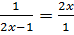 1/(2x-1) = 2x/1